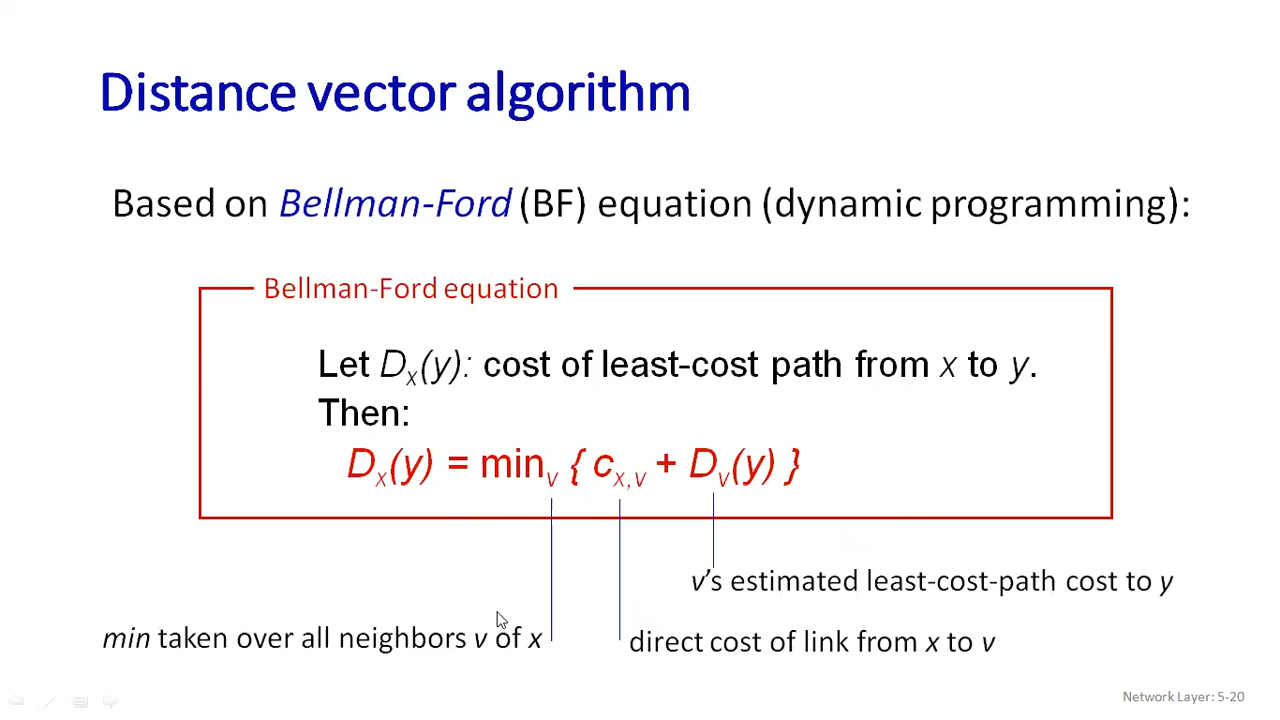 Distance vector algorithm
Based on Bellman-Ford (BF) equation (dynamic programming):
Bellman-Ford equation
Let Dx(y): cost of least-cost path from x to y.
Then:
Dx(y) = minv { cx,v + Dv(y) }
v's estimated least-cost-path cost to y
min taken over all neighbors v of x
direct cost of link from x to v
Network Layer: 5-20